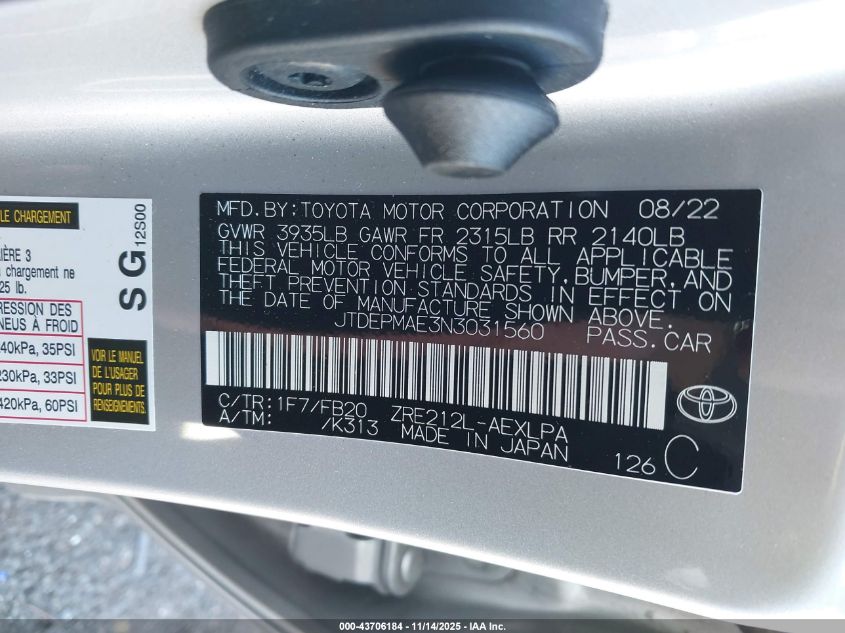 LE CHARGEMENT
IÈRE 3
chargement ne
25 lb.
RESSION DES
NEUS À FROID
40kPa, 35PSI
230kPa, 33PSI
420kPa, 60PSI
SG
12S00
VOIR LE MANUEL
DE L'USAGER
POUR PLUS DE
RENSEIGNEMENTS
MFD.BY:TOYOTA MOTOR CORPORATION 08/22
GVWR 3935LB GAWR FR 2315LB RR 2140LB
THIS VEHICLE CONFORMS TO ALL APPLICABLE
FEDERAL MOTOR VEHICLE SAFETY,BUMPER,AND
THEFT PREVENTION STANDARDS IN EFFECT ON
THE DATE OF MANUFACTURE SHOWN ABOVE.
JTDEPMAE3N3031560 PASS.CAR
C/TR:1F7/FB20 ZRE212L-AEXLPA
A/TM: /K313 MADE IN JAPAN
126 C
000-43706184 - 11/14/2025 - IAA Inc.